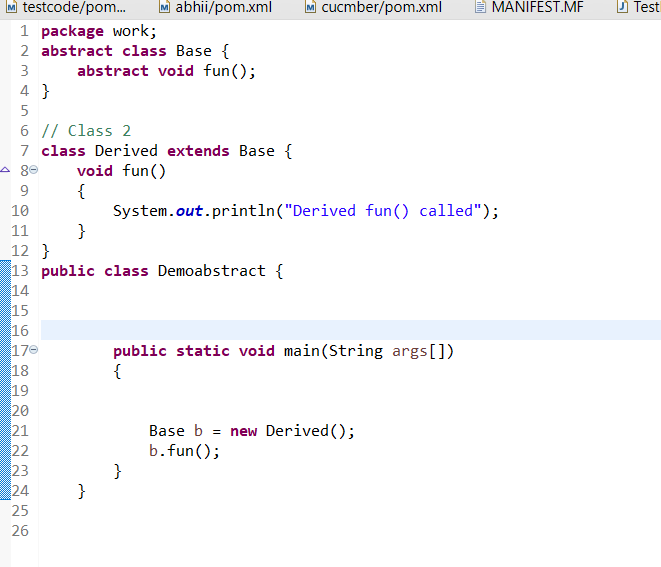 testcode/pom... abhii/pom.xml cucmber/pom.xml MANIFEST.MF Test
1 package work;
2 abstract class Base {
3 abstract void fun();
4 }
5
6 // Class 2
7 class Derived extends Base {
8 void fun()
9 {
10 System.out.println("Derived fun() called");
11 }
12 }
13 public class Demoabstract {
14
15
16
17 public static void main(String args[])
18 {
19
20
21 Base b = new Derived();
22 b.fun();
23 }
24 }
25
26